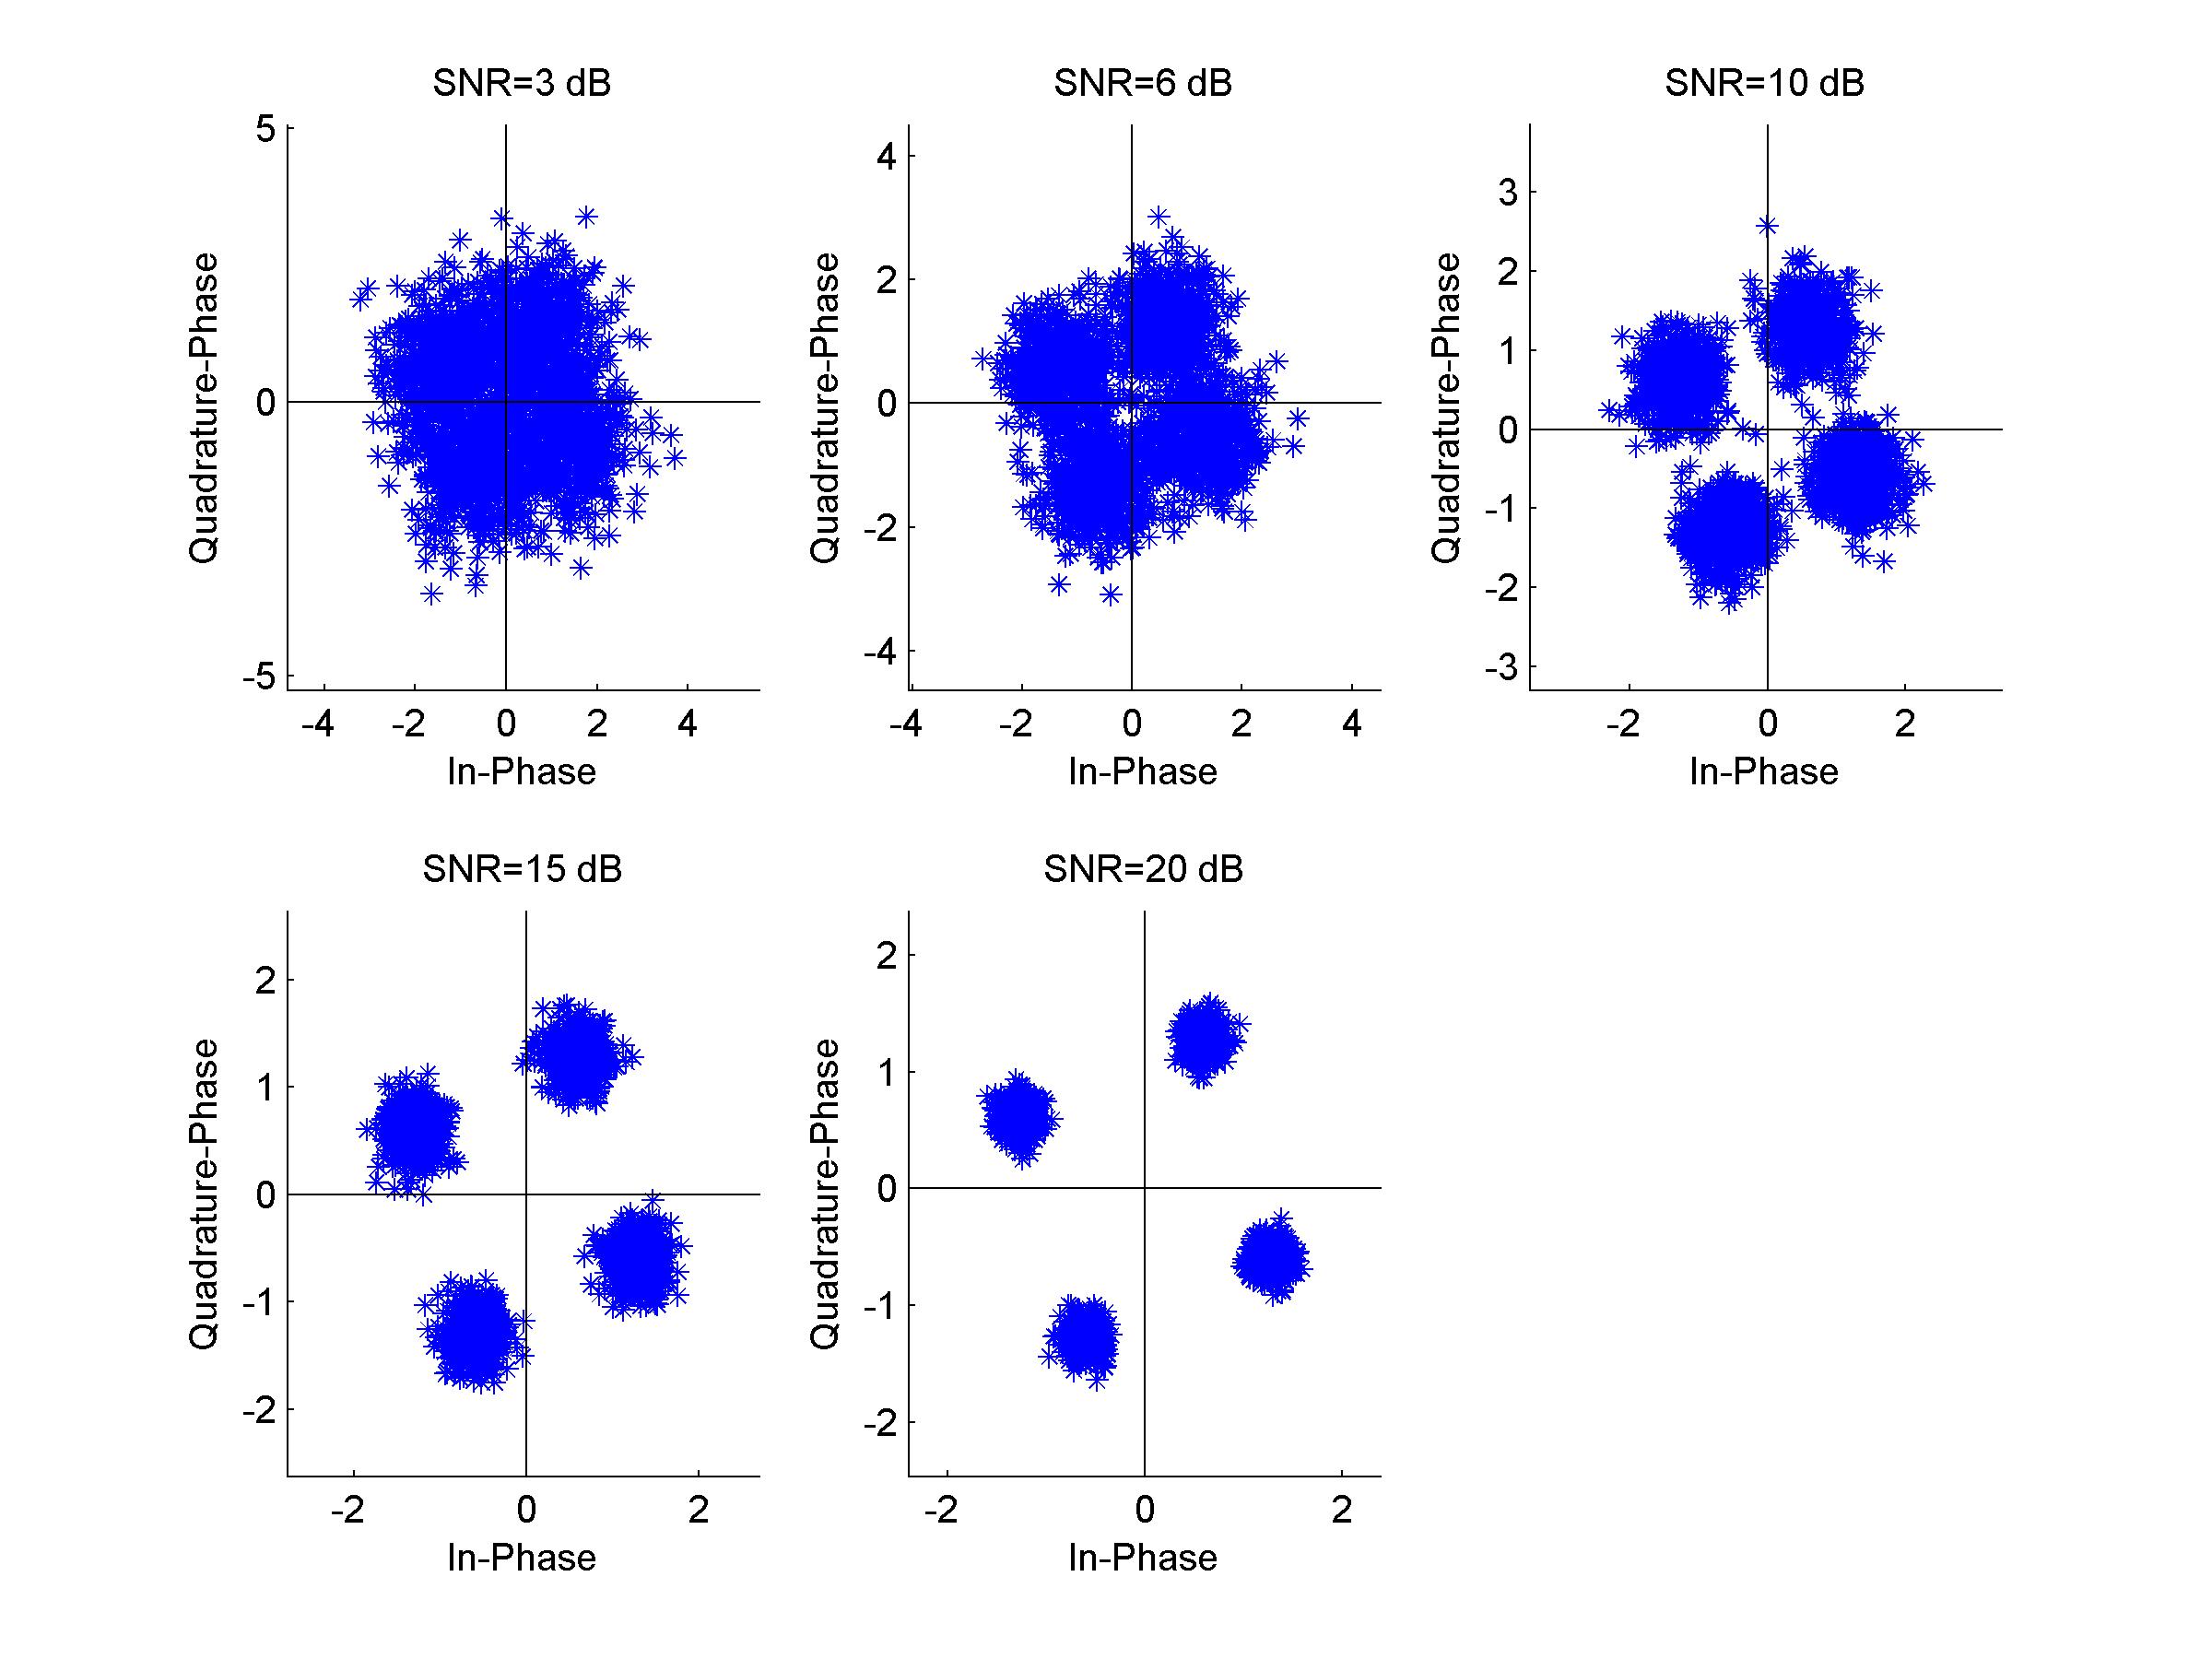 SNR=3 dB
5
0
-5
Quadrature-Phase
-4 -2 0 2 4
In-Phase
SNR=6 dB
4
2
0
-2
-4
Quadrature-Phase
-4 -2 0 2 4
In-Phase
SNR=10 dB
3
2
1
0
-1
-2
-3
Quadrature-Phase
-2 0 2
In-Phase
SNR=15 dB
2
1
0
-1
-2
Quadrature-Phase
-2 0 2
In-Phase
SNR=20 dB
2
1
0
-1
-2
Quadrature-Phase
-2 0 2
In-Phase